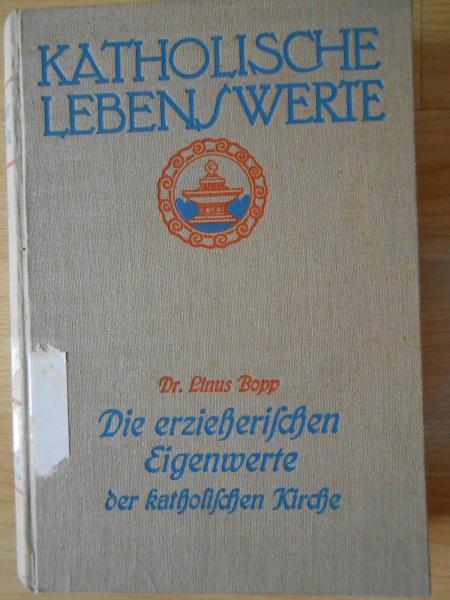 KATHOLISCHE
LEBENSWERTE
Dr. Linus Bopp
Die erzieheriſchen
Eigenwerte
der katholiſchen Kirche